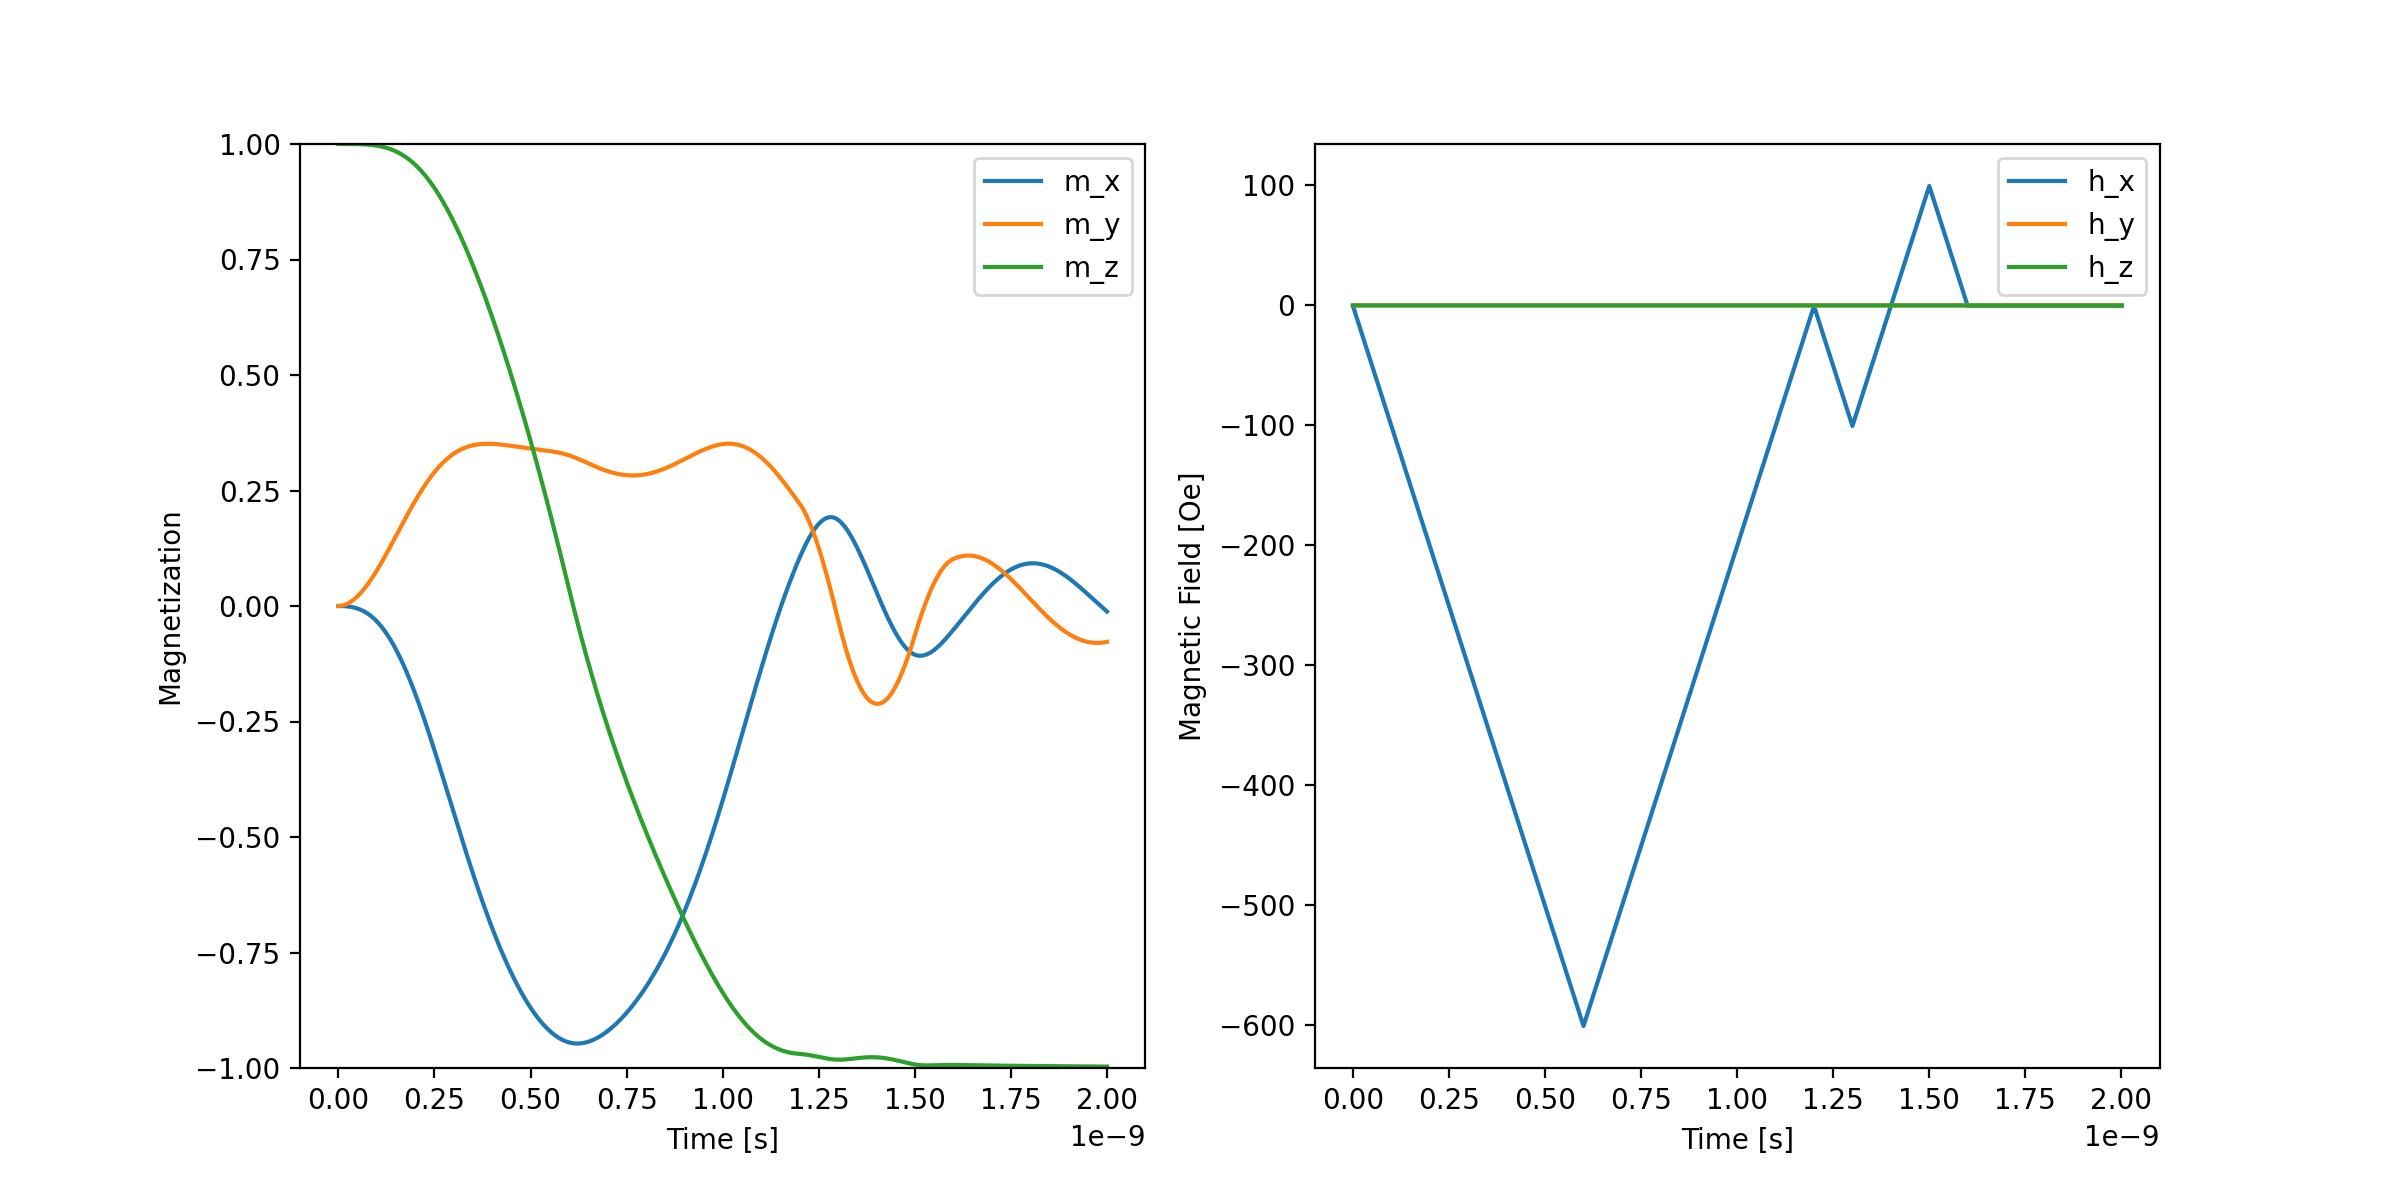 Magnetization
1.00
0.75
0.50
0.25
0.00
−0.25
−0.50
−0.75
−1.00
m_x
m_y
m_z
0.00 0.25 0.50 0.75 1.00 1.25 1.50 1.75 2.00
Time [s]
1e−9
Magnetic Field [Oe]
100
0
−100
−200
−300
−400
−500
−600
h_x
h_y
h_z
0.00 0.25 0.50 0.75 1.00 1.25 1.50 1.75 2.00
Time [s]
1e−9